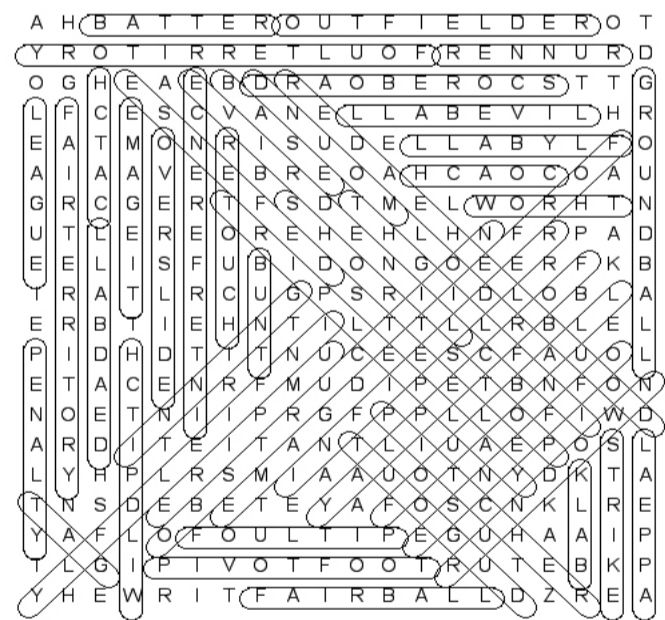 A H B A T T E R O U T F I E L D E R O T
Y R O T I R R E T L U O F R E N N U R D
O G H E A E B D R A O B E R O C S T T G
L F C E S C V A N E L L A B E V I L H R
E A T M O N R I S U D E L L A B Y L F O
A I A A V E E B R E O A H C A O C O A U
G R C G E R T F S D T M E L W O R H T N
U T L E R E O R E H E H L H N F R P A D
E E L I S F U B I D O N G O E E R F K B
T R A T L R C U G P S R I I D L O B L A
E R B T I E H N T I L T T L L R B L E L
P I D H D T T T N U C E E S C F A U O L
E T A C E N R F M U D I P E T B N F O N
N O E T N I I P R G F P P L L O F I W D
A R D I T E I T A N T L I U A E P O S L
L Y H P L R S M I A A U O T N Y D K T A
T N S D E B E T E Y A F O S C N K L R E
Y A F L O F O U L T I P E G U H A A I P
T L G I P I V O T F O O T R U T E B K P
Y H E W R I T F A I R B A L L D Z R E A